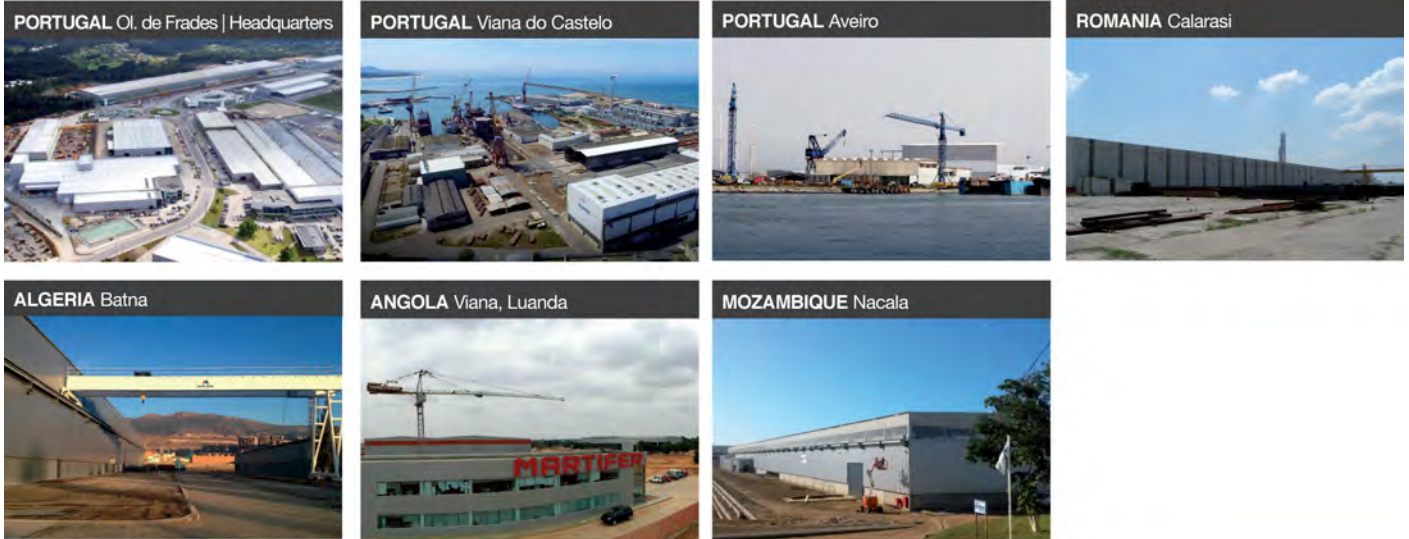 PORTUGAL Ol. de Frades | Headquarters
PORTUGAL Viana do Castelo
PORTUGAL Aveiro
ROMANIA Calarasi
ALGERIA Batna
ANGOLA Viana, Luanda
MOZAMBIQUE Nacala
MARTIFER